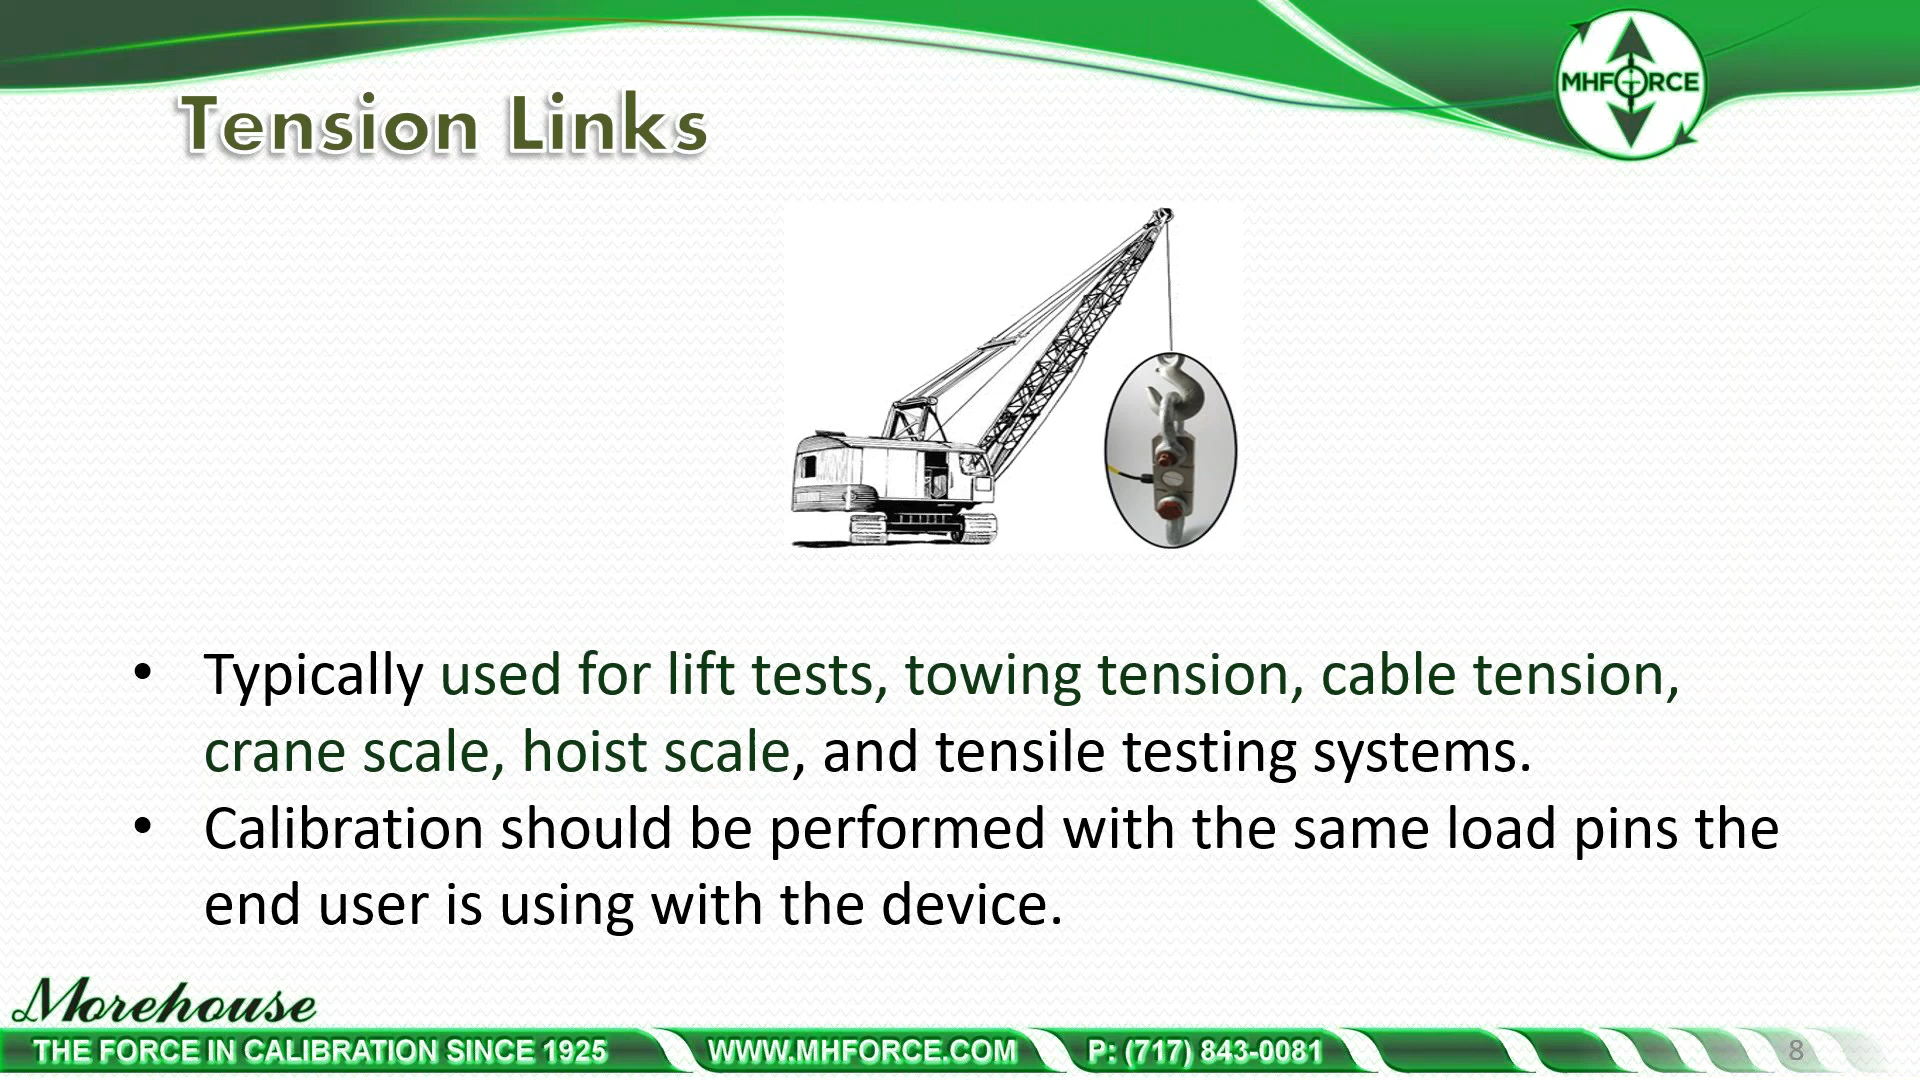 MHFORCE
Tension Links
• Typically used for lift tests, towing tension, cable tension,
crane scale, hoist scale, and tensile testing systems.
• Calibration should be performed with the same load pins the
end user is using with the device.
Morehouse
THE FORCE IN CALIBRATION SINCE 1925 WWW.MHFORCE.COM P: (717) 843-0081 8